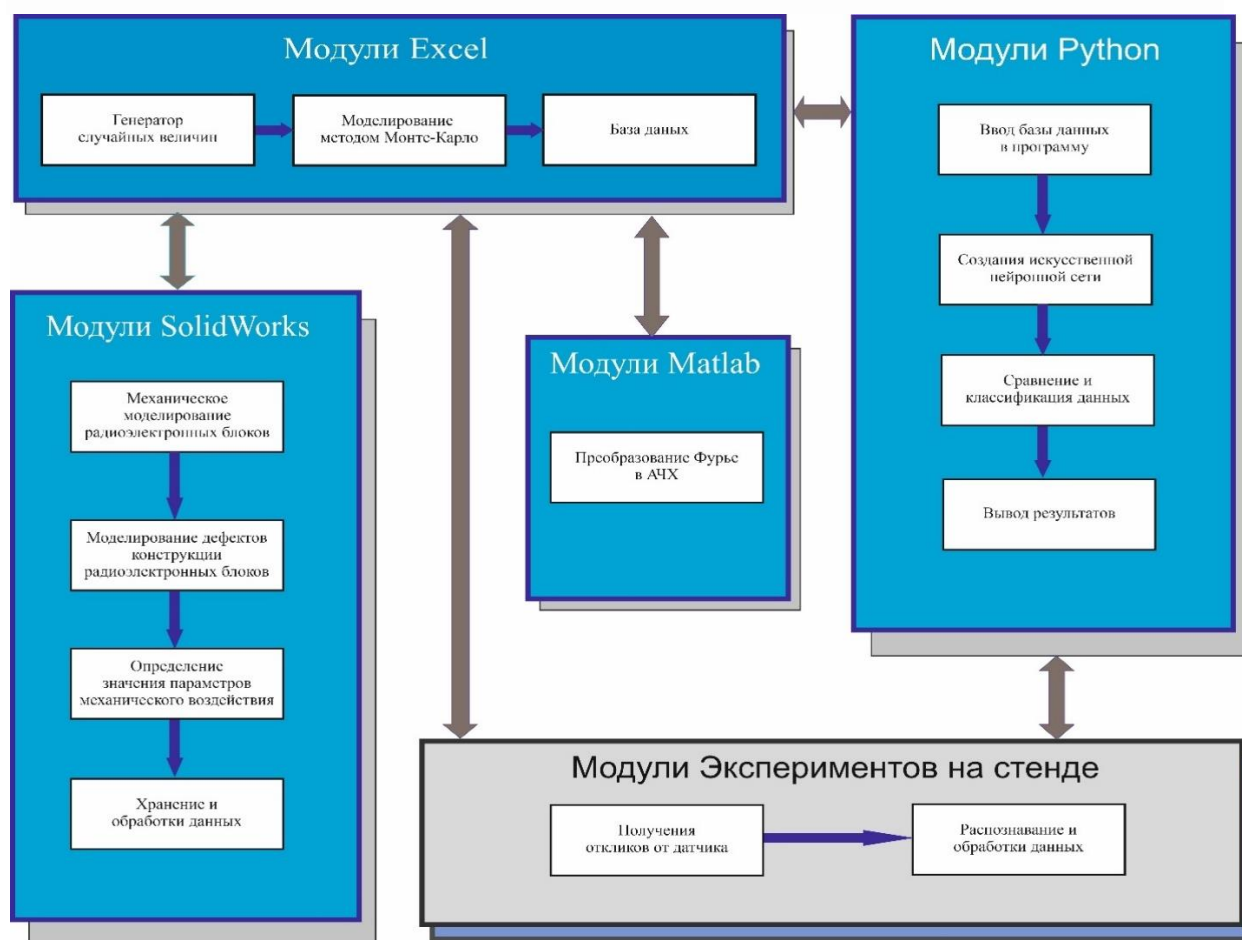 Модули Excel
Генератор
случайных величин
Моделирование
методом Монте-Карло
База даных
Модули Python
Ввод базы данных
в программу
Создания искусственной
нейронной сети
Сравнение и
классификация данных
Вывод результатов
Модули SolidWorks
Механическое
моделирование
радиоэлектронных блоков
Моделирование дефектов
конструкции
радиоэлектронных блоков
Определение
значения параметров
механического воздействия
Хранение и
обработки данных
Модули Matlab
Преобразование Фурье
в АЧХ
Модули Экспериментов на стенде
Получения
откликов от датчика
Распознавание и
обработки данных